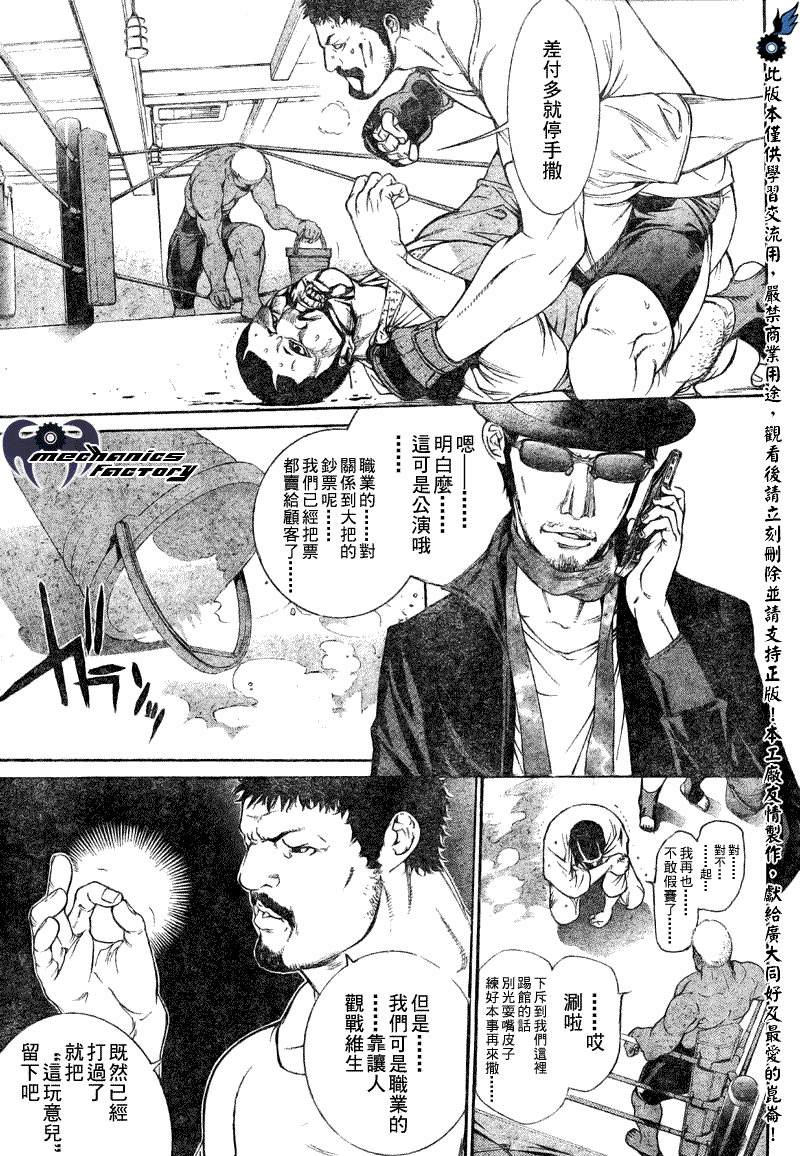 差付多就停手撒
嗯——
明白麼……
這可是公演哦
……
職業的……對
關係到大把的
鈔票呢……
我們已經把票
都賣給顧客了……
ガラン
對……
對不……
……起……
我再也……
不敢假賽了……
……哎
涮啦
下斥到我們這裡
踢館的話
別光耍嘴皮子
練好本事再來撒……
但是……
我們可是職業的
……靠讓人
觀戰維生
既然已經
打過了
就把
“這玩意兒”
留下吧
mechanics
factory
此版本僅供學習交流用，嚴禁商業用途，觀看後請立刻刪除並請支持正版！本工廠友情製作，獻給廣大同好及最愛的崑崙！